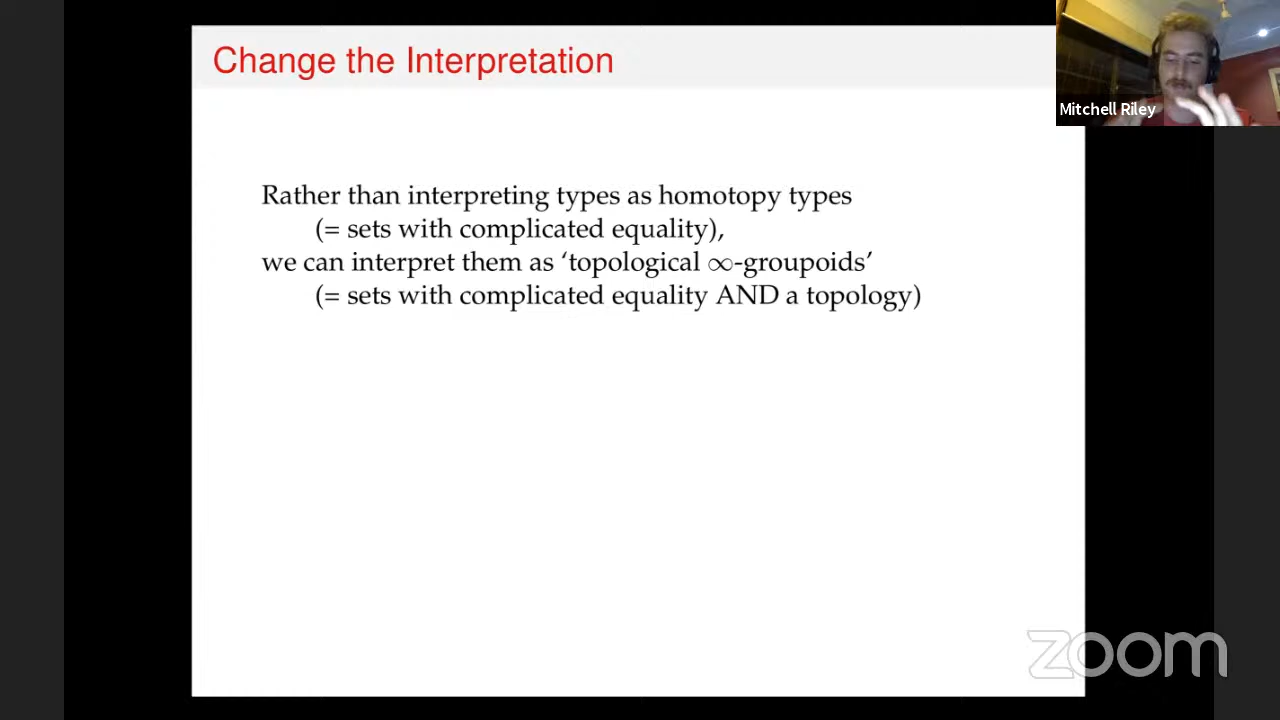 Change the Interpretation
Mitchell Riley
Rather than interpreting types as homotopy types
(= sets with complicated equality),
we can interpret them as ‘topological ∞-groupoids’
(= sets with complicated equality AND a topology)
zoom